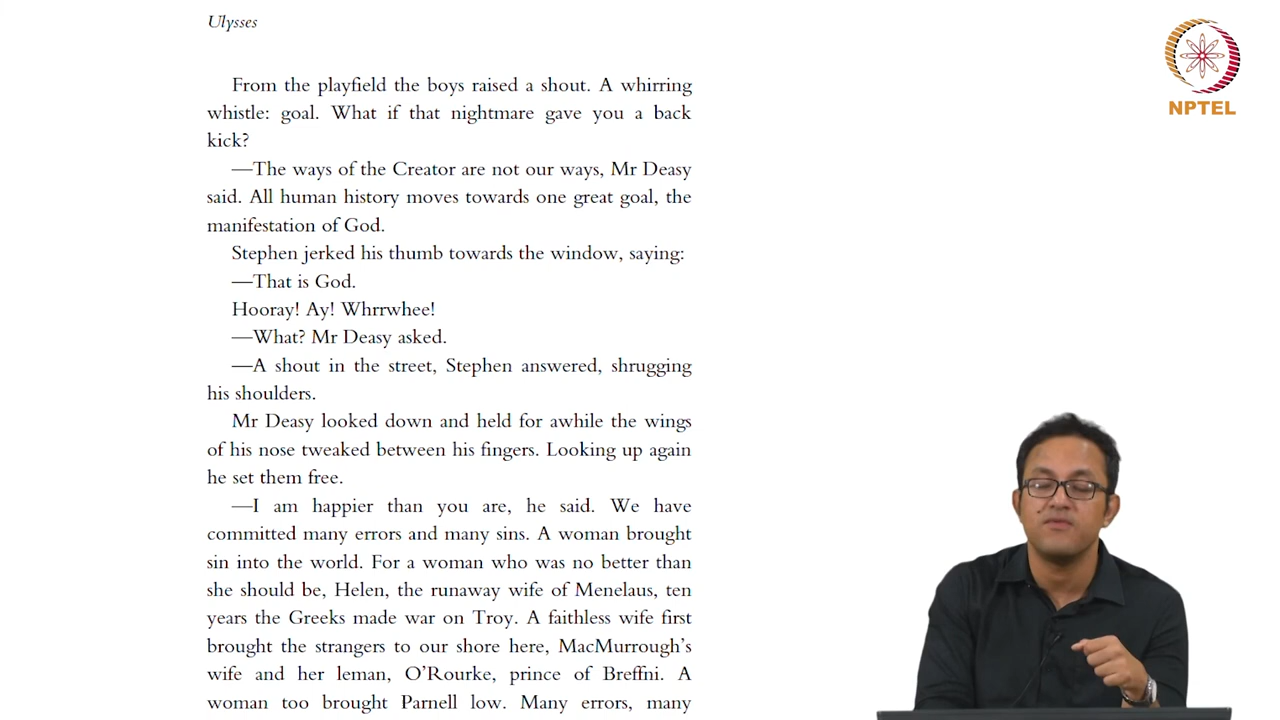 Ulysses
From the playfield the boys raised a shout. A whirring
whistle: goal. What if that nightmare gave you a back
kick?
—The ways of the Creator are not our ways, Mr Deasy
said. All human history moves towards one great goal, the
manifestation of God.
Stephen jerked his thumb towards the window, saying:
—That is God.
Hooray! Ay! Whrrwhee!
—What? Mr Deasy asked.
—A shout in the street, Stephen answered, shrugging
his shoulders.
Mr Deasy looked down and held for awhile the wings
of his nose tweaked between his fingers. Looking up again
he set them free.
—I am happier than you are, he said. We have
committed many errors and many sins. A woman brought
sin into the world. For a woman who was no better than
she should be, Helen, the runaway wife of Menelaus, ten
years the Greeks made war on Troy. A faithless wife first
brought the strangers to our shore here, MacMurrough's
wife and her leman, O'Rourke, prince of Breffni. A
woman too brought Parnell low. Many errors, many
NPTEL